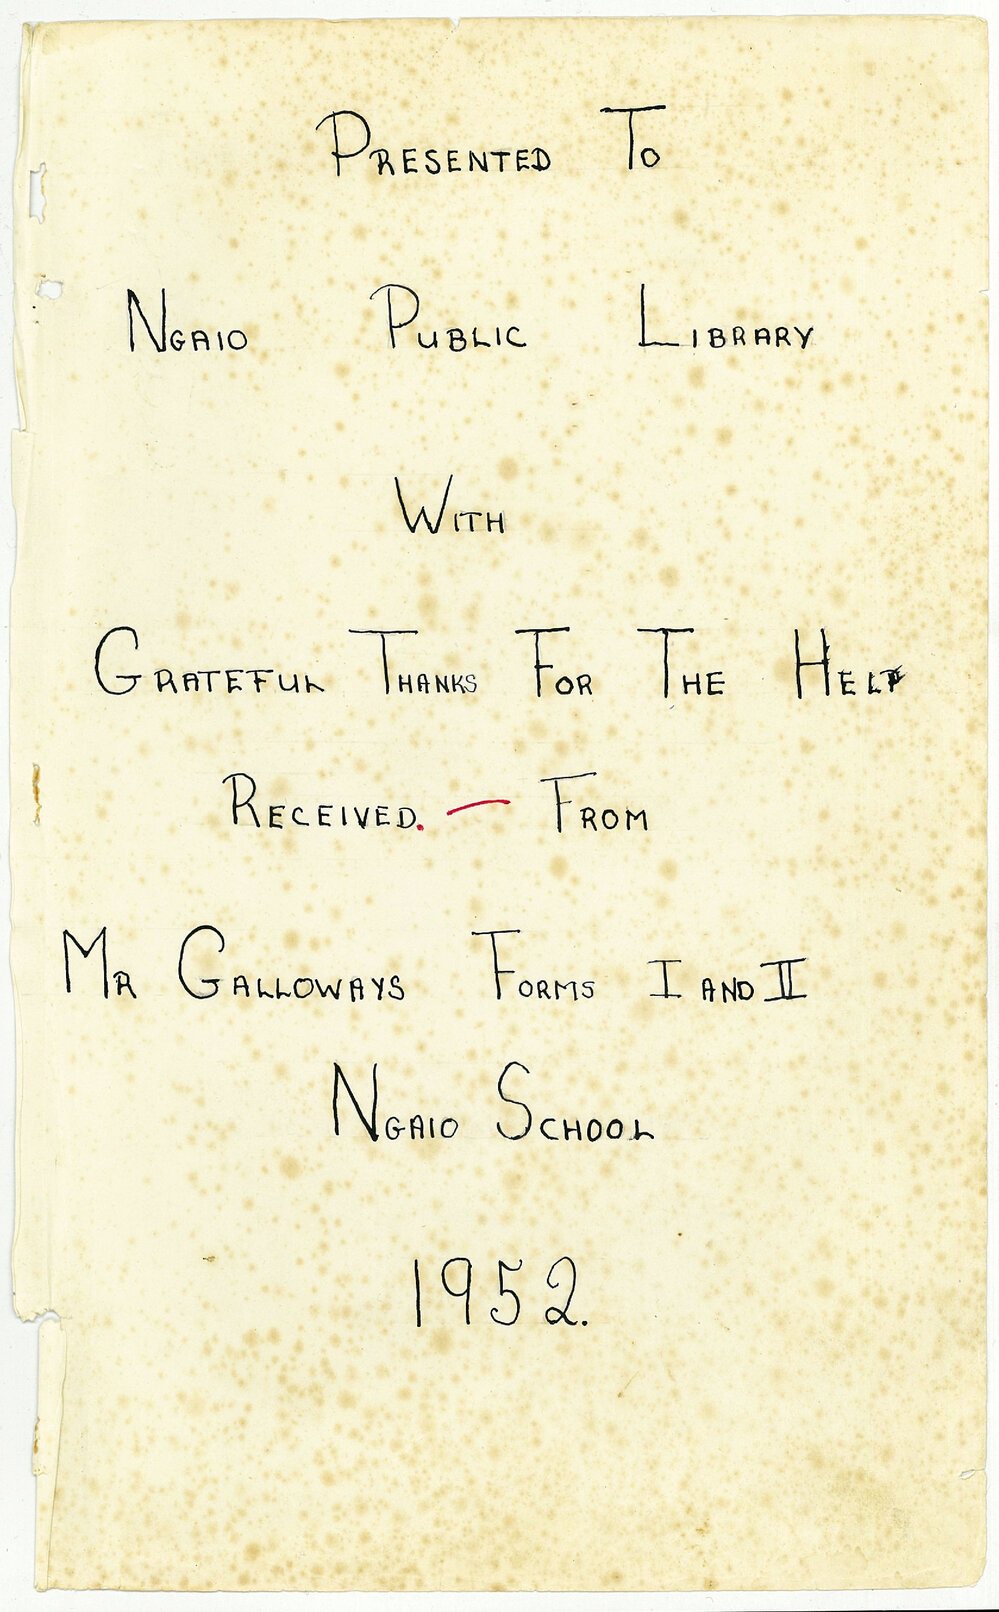 Presented To
Ngaio Public Library
With
Grateful Thanks For The Help
Received. — From
Mr Galloways Forms I and II
Ngaio School
1952.